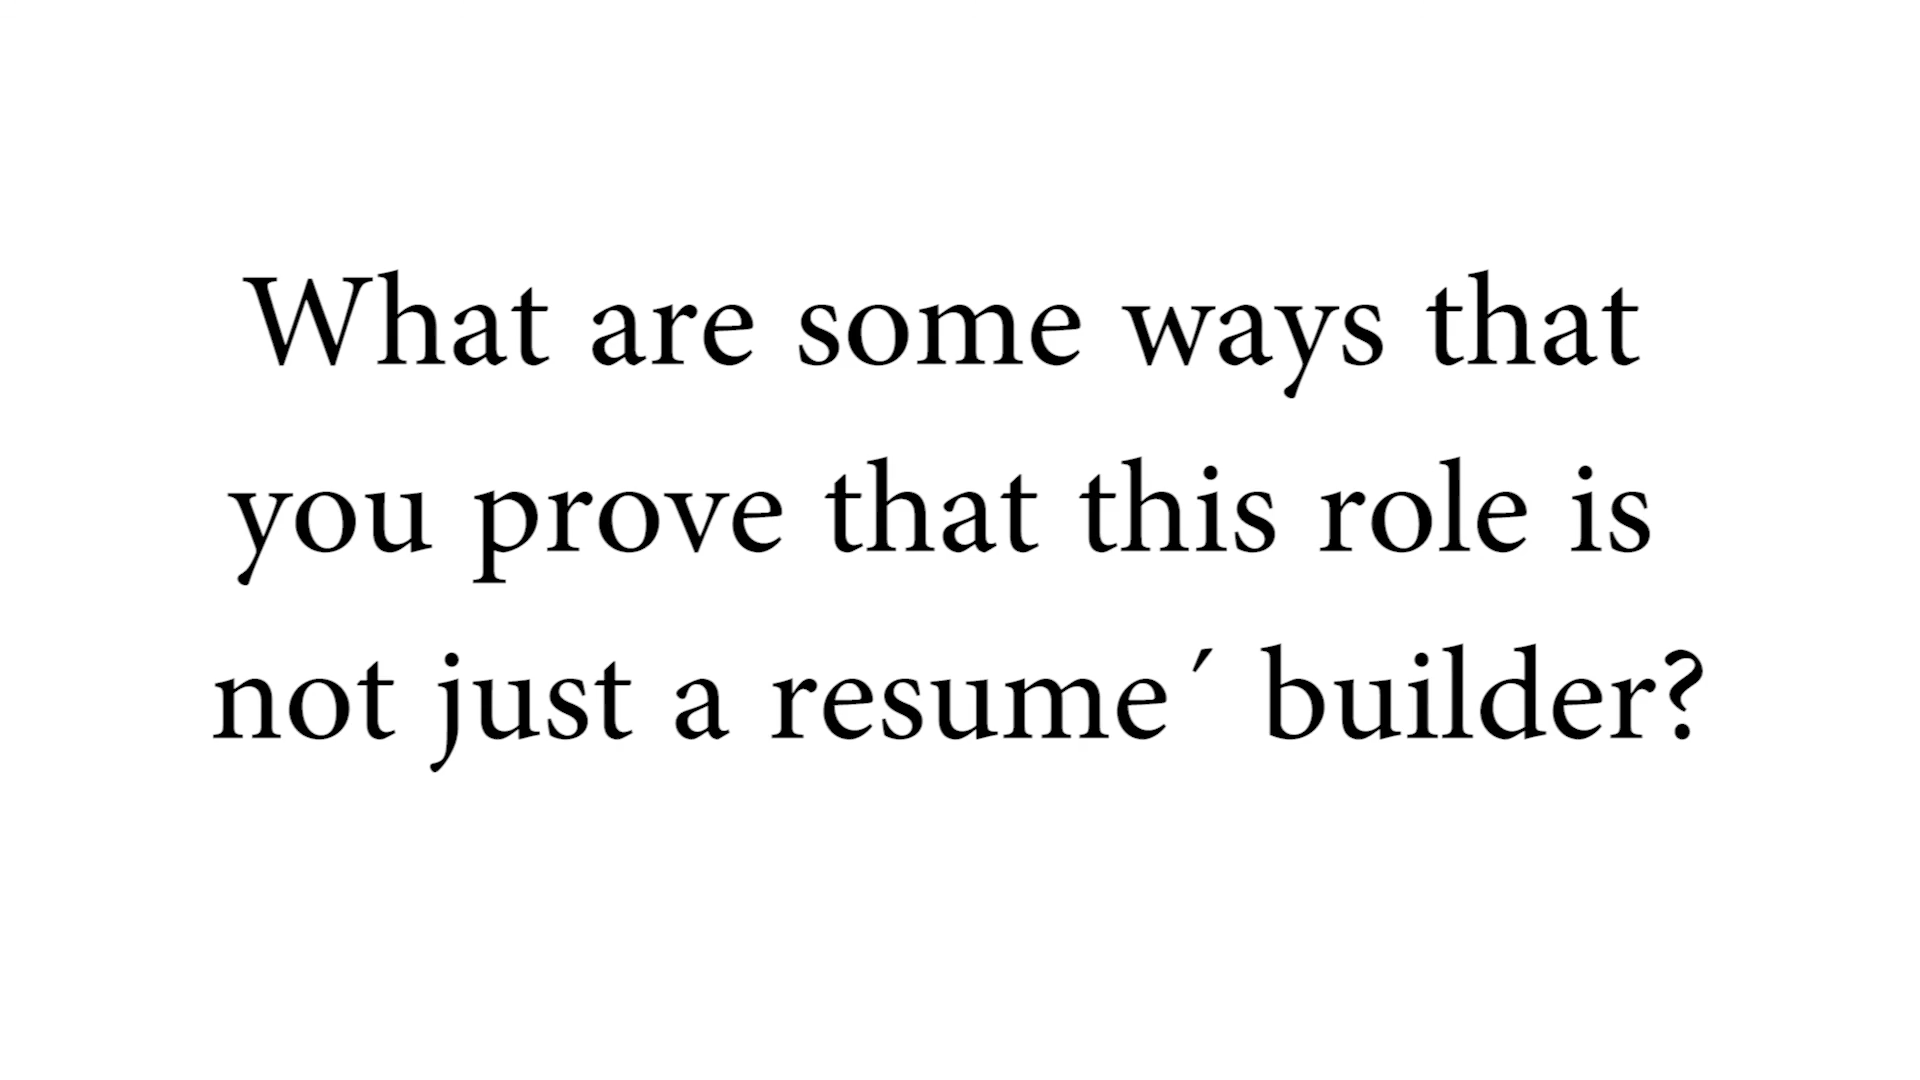 What are some ways that
you prove that this role is
not just a resume´ builder?